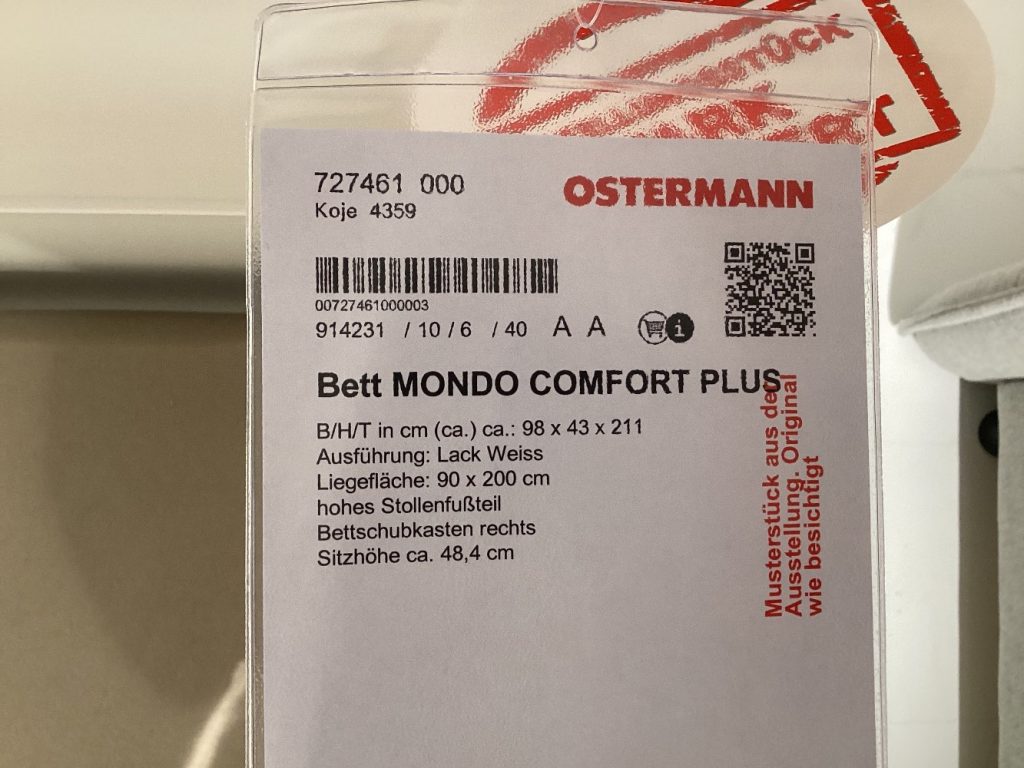 727461 000
OSTERMANN
Koje 4359
00727461000003
914231 / 10 / 6 / 40 A A
i
Bett MONDO COMFORT PLUS
B/H/T in cm (ca.) ca.: 98 x 43 x 211
Ausführung: Lack Weiss
Liegefläche: 90 x 200 cm
hohes Stollenfußteil
Bettschubkasten rechts
Sitzhöhe ca. 48,4 cm
Musterstück aus der
Ausstellung. Original
wie besichtigt